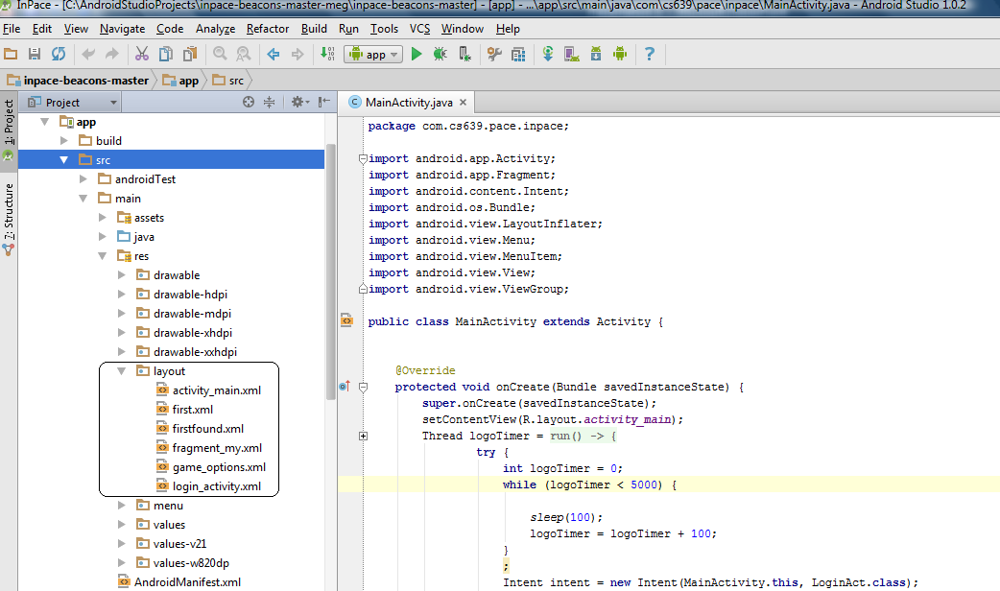 InPace - [C:\AndroidStudioProjects\inpace-beacons-master-meg\inpace-beacons-master] - [app] - ...\app\src\main\java\com\cs639\pace\inpace\MainActivity.java - Android Studio 1.0.2
File Edit View Navigate Code Analyze Refactor Build Run Tools VCS Window Help
app
inpace-beacons-master app src
1: Project
7: Structure
Project
app
build
src
androidTest
main
assets
java
res
drawable
drawable-hdpi
drawable-mdpi
drawable-xhdpi
drawable-xxhdpi
layout
activity_main.xml
first.xml
firstfound.xml
fragment_my.xml
game_options.xml
login_activity.xml
menu
values
values-v21
values-w820dp
AndroidManifest.xml
MainActivity.java
package com.cs639.pace.inpace;
import android.app.Activity;
import android.app.Fragment;
import android.content.Intent;
import android.os.Bundle;
import android.view.LayoutInflater;
import android.view.Menu;
import android.view.MenuItem;
import android.view.View;
import android.view.ViewGroup;
public class MainActivity extends Activity {
@Override
protected void onCreate(Bundle savedInstanceState) {
super.onCreate(savedInstanceState);
setContentView(R.layout.activity_main);
Thread logoTimer = run() -> {
try {
int logoTimer = 0;
while (logoTimer < 5000) {
sleep(100);
logoTimer = logoTimer + 100;
}
;
Intent intent = new Intent(MainActivity.this, LoginAct.class);